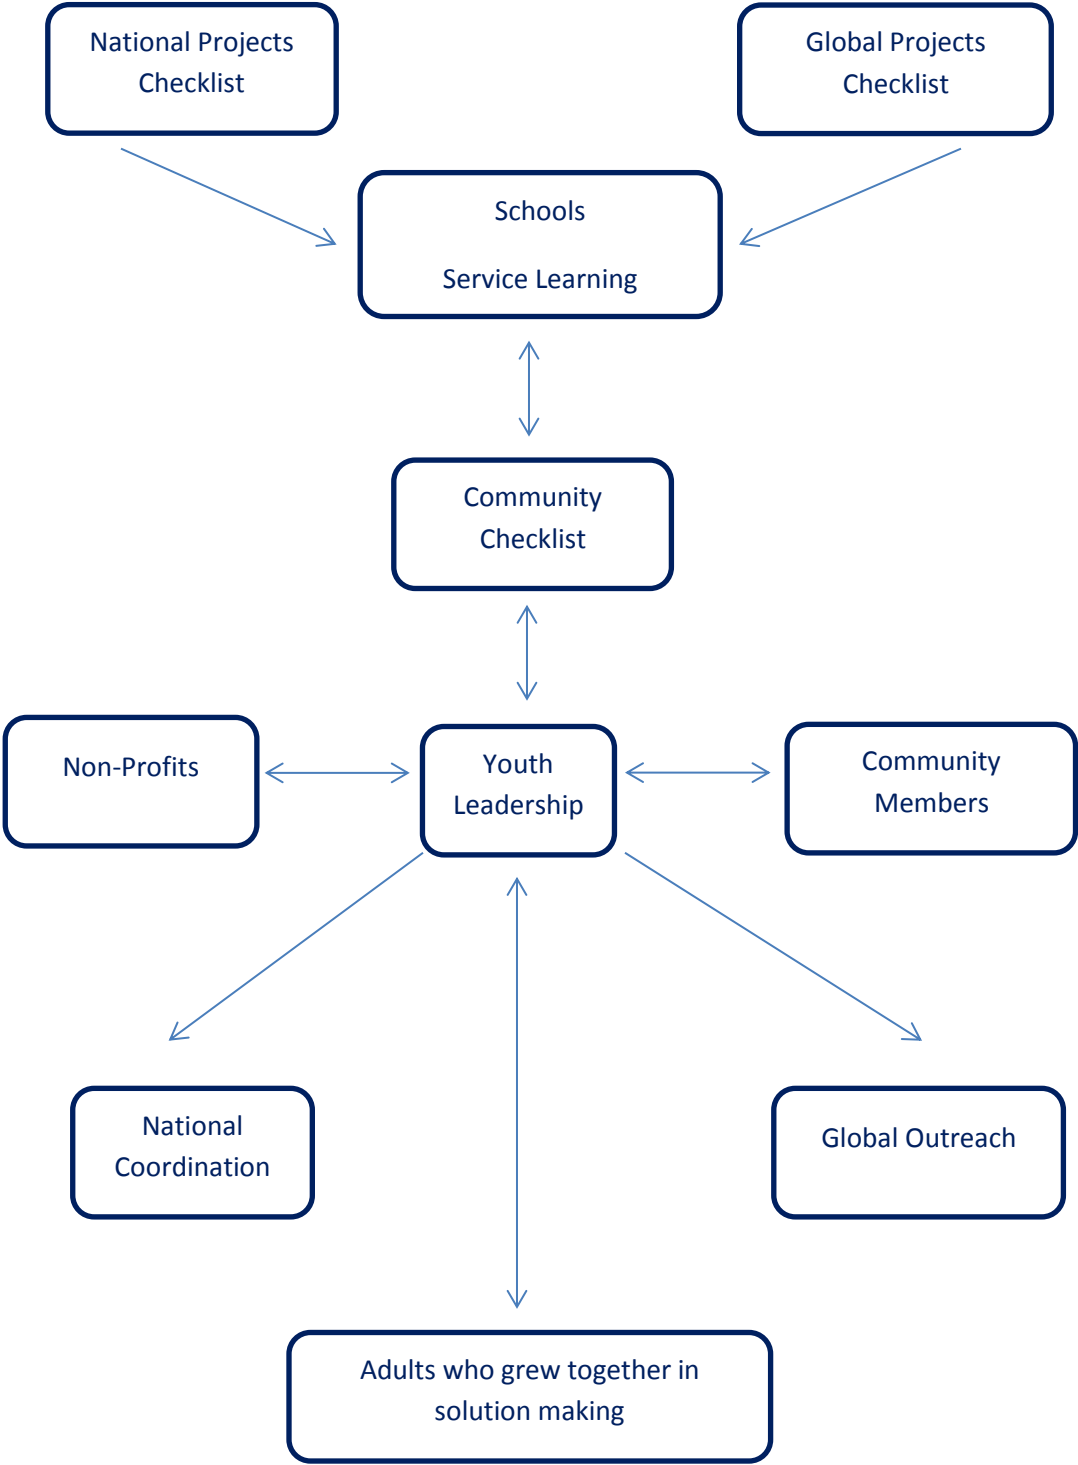 National Projects
Checklist
Global Projects
Checklist
Schools
Service Learning
Community
Checklist
Non-Profits
Youth
Leadership
Community
Members
National
Coordination
Global Outreach
Adults who grew together in
solution making